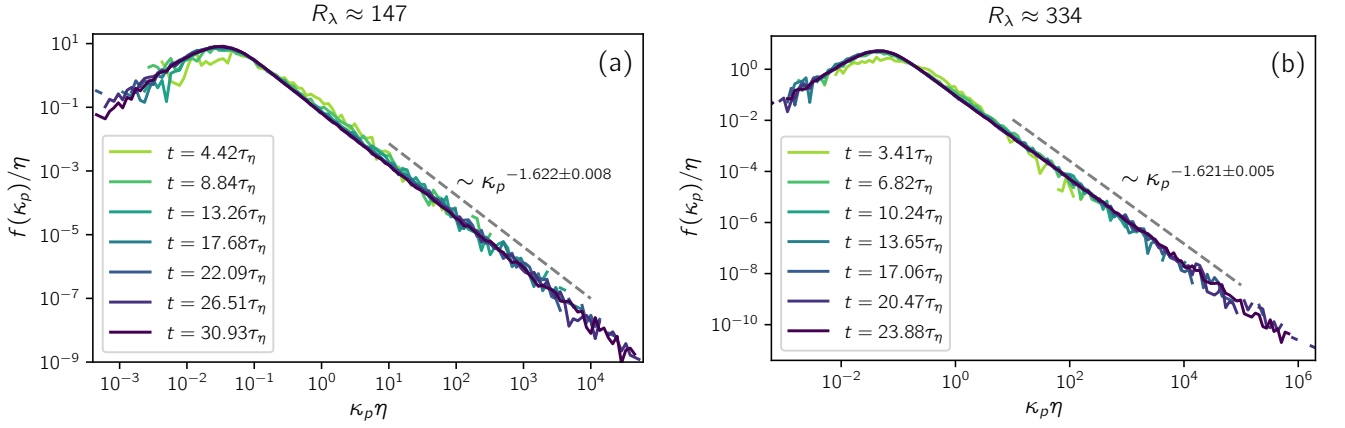 R_λ ≈ 147
(a)
10^1
10^−1
10^−3
10^−5
10^−7
10^−9
f(κ_p)/η
t = 4.42τ_η
t = 8.84τ_η
t = 13.26τ_η
t = 17.68τ_η
t = 22.09τ_η
t = 26.51τ_η
t = 30.93τ_η
∼ κ_p^−1.622±0.008
10^−3
10^−2
10^−1
10^0
10^1
10^2
10^3
10^4
κ_p η
R_λ ≈ 334
(b)
10^0
10^−2
10^−4
10^−6
10^−8
10^−10
f(κ_p)/η
t = 3.41τ_η
t = 6.82τ_η
t = 10.24τ_η
t = 13.65τ_η
t = 17.06τ_η
t = 20.47τ_η
t = 23.88τ_η
∼ κ_p^−1.621±0.005
10^−2
10^0
10^2
10^4
10^6
κ_p η